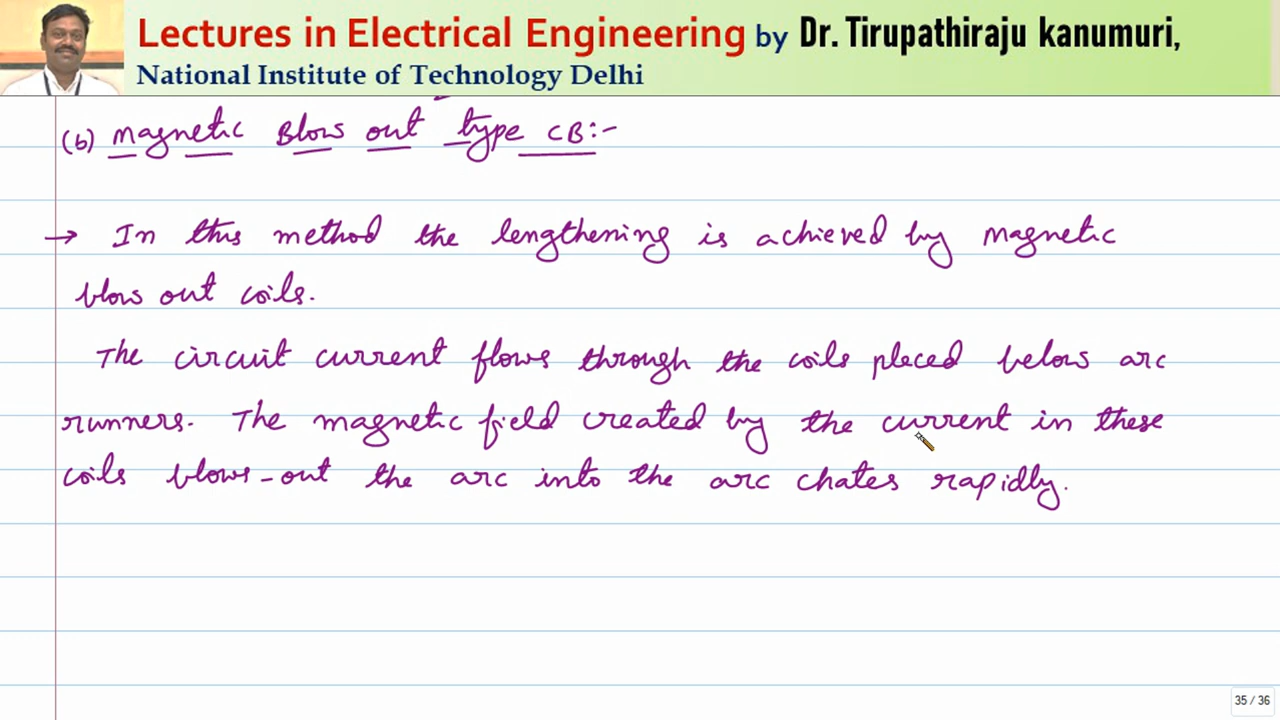 Lectures in Electrical Engineering by Dr. Tirupathiraju kanumuri,
National Institute of Technology Delhi
(b) Magnetic Blow out type CB:-
→ In this method the lengthening is achieved by magnetic
blow out coils.
The circuit current flows through the coils placed below arc
runners. The magnetic field created by the current in these
coils blows-out the arc into the arc chates rapidly.
35 / 36